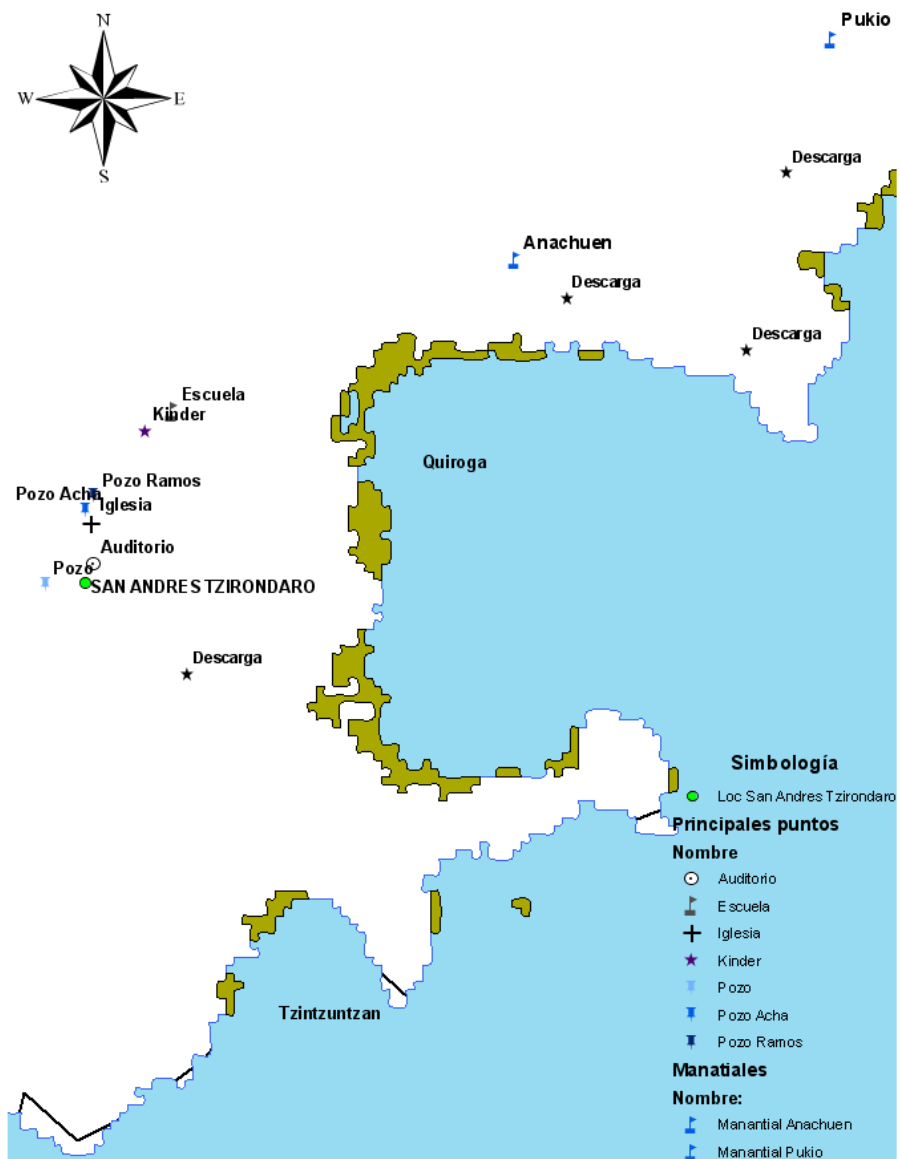 Pukio
N
W
E
S
Descarga
Anachuen
Descarga
Descarga
Escuela
Kinder
Quiroga
Pozo Ramos
Pozo Acha
Iglesia
Auditorio
Pozo
SAN ANDRES TZIRONDARO
Descarga
Simbología
Loc San Andres Tzirondaro
Principales puntos
Nombre
Auditorio
Escuela
Iglesia
Kinder
Pozo
Pozo Acha
Pozo Ramos
Tzintzuntzan
Manatiales
Nombre:
Manantial Anachuen
Manantial Pukio